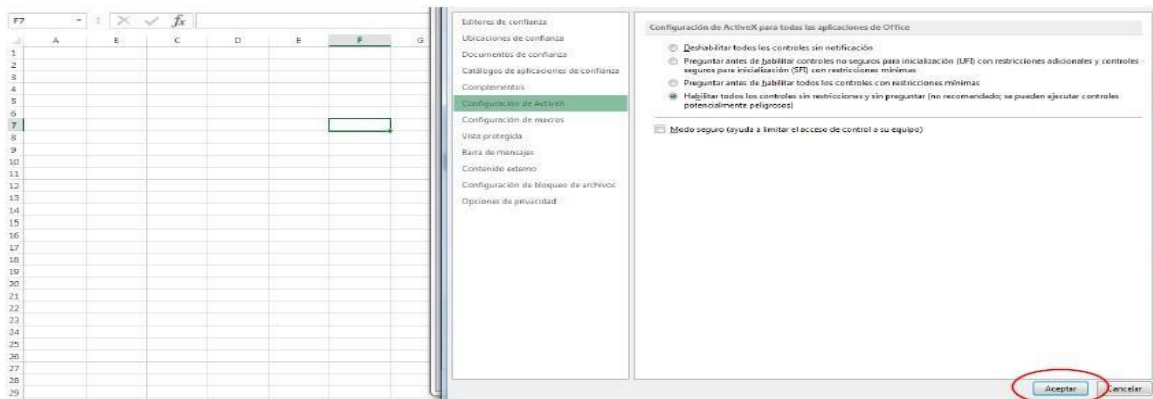 F7
fx
A B C D E F G
1
2
3
4
5
6
7
8
9
10
11
12
13
14
15
16
17
18
19
20
21
22
23
24
25
26
27
28
29
Editores de confianza
Ubicaciones de confianza
Documentos de confianza
Catálogos de aplicaciones de confianza
Complementos
Configuración de ActiveX
Configuración de macros
Vista protegida
Barra de mensajes
Contenido externo
Configuración de bloqueo de archivos
Opciones de privacidad
Configuración de ActiveX para todas las aplicaciones de Office
Deshabilitar todos los controles sin notificación
Preguntar antes de habilitar controles no seguros para inicialización (UFI) con restricciones adicionales y controles
seguros para inicialización (SFI) con restricciones mínimas
Preguntar antes de habilitar todos los controles con restricciones mínimas
Habilitar todos los controles sin restricciones y sin preguntar (no recomendado; se pueden ejecutar controles
potencialmente peligrosos)
Modo seguro (ayuda a limitar el acceso de control a su equipo)
Aceptar
Cancelar